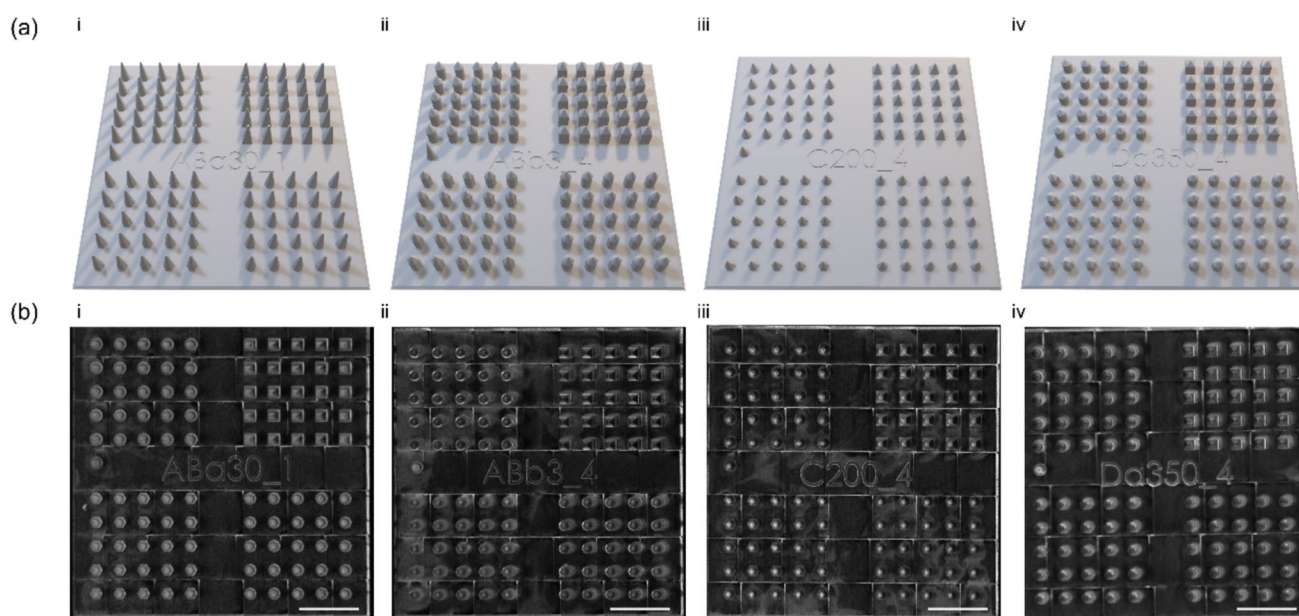 (a) i ii iii iv
ABa30_1 ABb3_4 C200_4 Da350_4
(b) i ii iii iv
ABa30_1 ABb3_4 C200_4 Da350_4